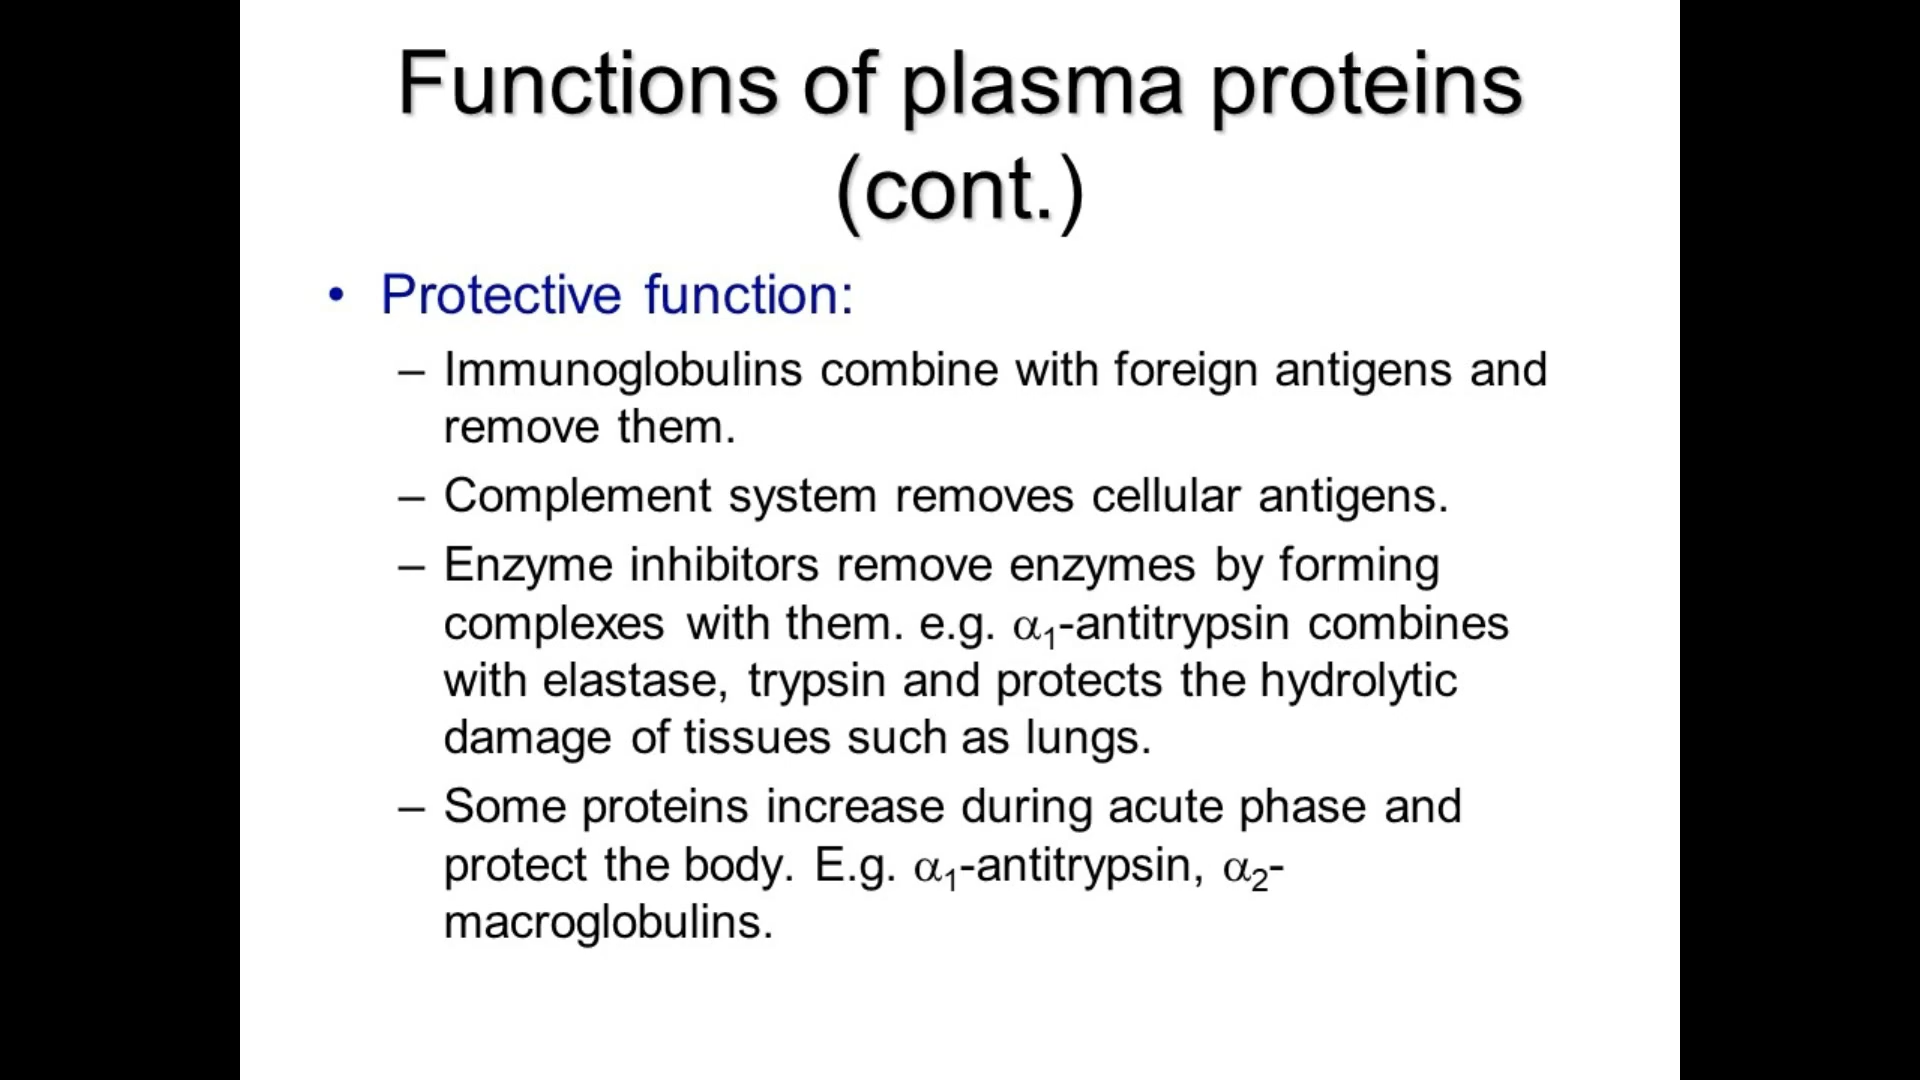 Functions of plasma proteins
(cont.)
• Protective function:
– Immunoglobulins combine with foreign antigens and
remove them.
– Complement system removes cellular antigens.
– Enzyme inhibitors remove enzymes by forming
complexes with them. e.g. α₁-antitrypsin combines
with elastase, trypsin and protects the hydrolytic
damage of tissues such as lungs.
– Some proteins increase during acute phase and
protect the body. E.g. α₁-antitrypsin, α₂-
macroglobulins.